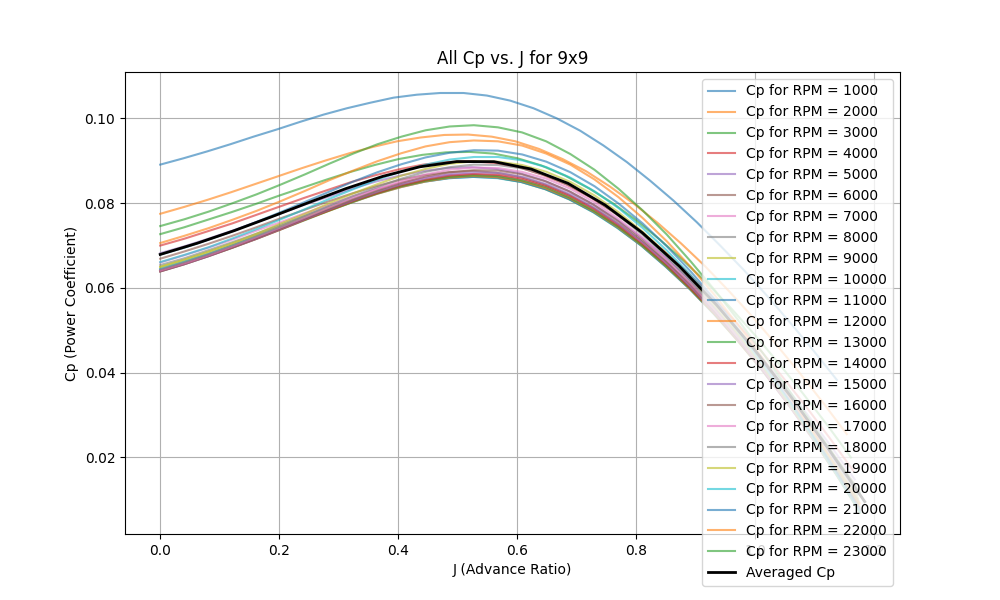 All Cp vs. J for 9x9
Cp (Power Coefficient)
0.10
0.08
0.06
0.04
0.02
0.0
0.2
0.4
0.6
0.8
J (Advance Ratio)
Cp for RPM = 1000
Cp for RPM = 2000
Cp for RPM = 3000
Cp for RPM = 4000
Cp for RPM = 5000
Cp for RPM = 6000
Cp for RPM = 7000
Cp for RPM = 8000
Cp for RPM = 9000
Cp for RPM = 10000
Cp for RPM = 11000
Cp for RPM = 12000
Cp for RPM = 13000
Cp for RPM = 14000
Cp for RPM = 15000
Cp for RPM = 16000
Cp for RPM = 17000
Cp for RPM = 18000
Cp for RPM = 19000
Cp for RPM = 20000
Cp for RPM = 21000
Cp for RPM = 22000
Cp for RPM = 23000
Averaged Cp